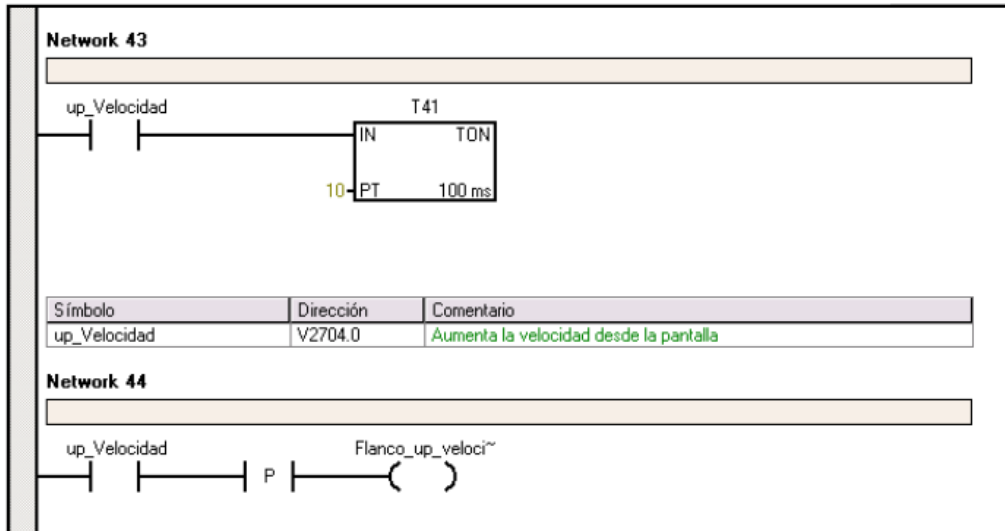 Network 43
up_Velocidad T41
IN TON
10 PT 100 ms
Símbolo Dirección Comentario
up_Velocidad V2704.0 Aumenta la velocidad desde la pantalla
Network 44
up_Velocidad Flanco_up_veloci~
P